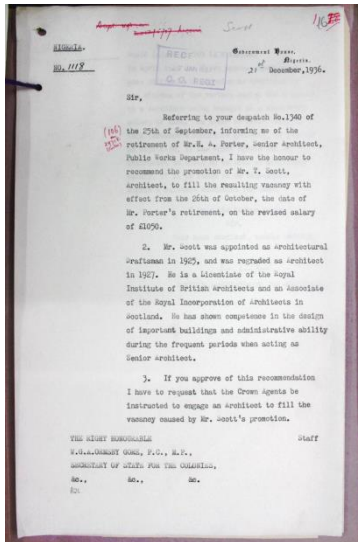 NIGERIA.
Government House,
Nigeria.
NO. 1118
21st December, 1936.
Sir,
Referring to your despatch No.1340 of
the 25th of September, informing me of the
retirement of Mr.W. A. Porter, Senior Architect,
Public Works Department, I have the honour to
recommend the promotion of Mr. T. Scott,
Architect, to fill the resulting vacancy with
effect from the 26th of October, the date of
Mr. Porter's retirement, on the revised salary
of £1050.
2. Mr. Scott was appointed as Architectural
Draftsman in 1925, and was regraded as Architect
in 1927. He is a Licentiate of the Royal
Institute of British Architects and an Associate
of the Royal Incorporation of Architects in
Scotland. He has shown competence in the design
of important buildings and administrative ability
during the frequent periods when acting as
Senior Architect.
3. If you approve of this recommendation
I have to request that the Crown Agents be
instructed to engage an Architect to fill the
vacancy caused by Mr. Scott's promotion.
THE RIGHT HONOURABLE
Staff
W.G.A.ORMSBY GORE, P.C., M.P.,
SECRETARY OF STATE FOR THE COLONIES,
&c., &c., &c.